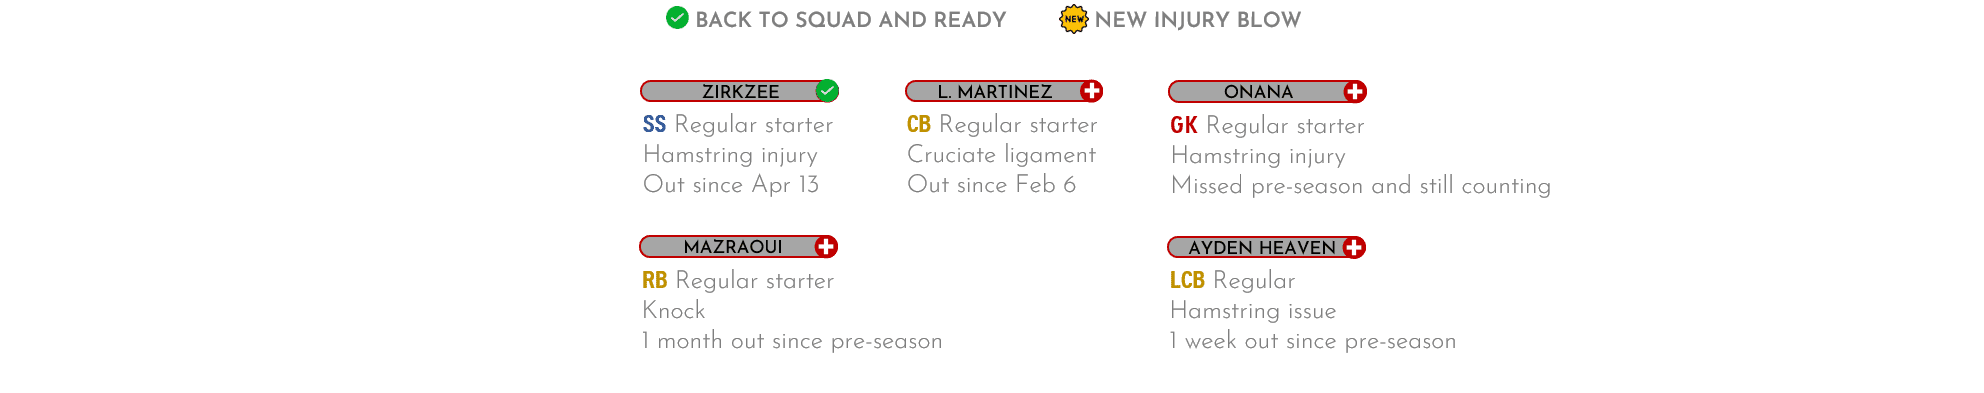 BACK TO SQUAD AND READY
NEW NEW INJURY BLOW
ZIRKZEE
SS Regular starter
Hamstring injury
Out since Apr 13
L. MARTINEZ
CB Regular starter
Cruciate ligament
Out since Feb 6
ONANA
GK Regular starter
Hamstring injury
Missed pre-season and still counting
MAZRAOUI
RB Regular starter
Knock
1 month out since pre-season
AYDEN HEAVEN
LCB Regular
Hamstring issue
1 week out since pre-season